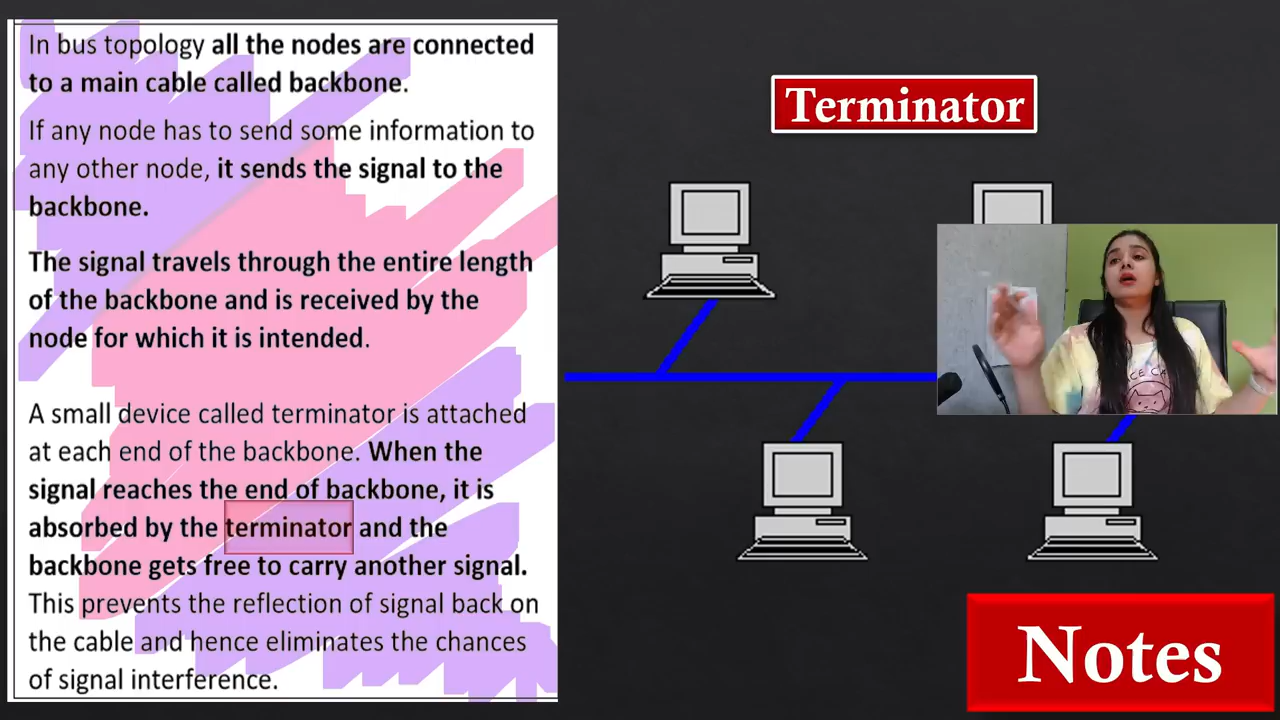 In bus topology all the nodes are connected
to a main cable called backbone.
If any node has to send some information to
any other node, it sends the signal to the
backbone.
The signal travels through the entire length
of the backbone and is received by the
node for which it is intended.
A small device called terminator is attached
at each end of the backbone. When the
signal reaches the end of backbone, it is
absorbed by the terminator and the
backbone gets free to carry another signal.
This prevents the reflection of signal back on
the cable and hence eliminates the chances
of signal interference.
Terminator
Notes